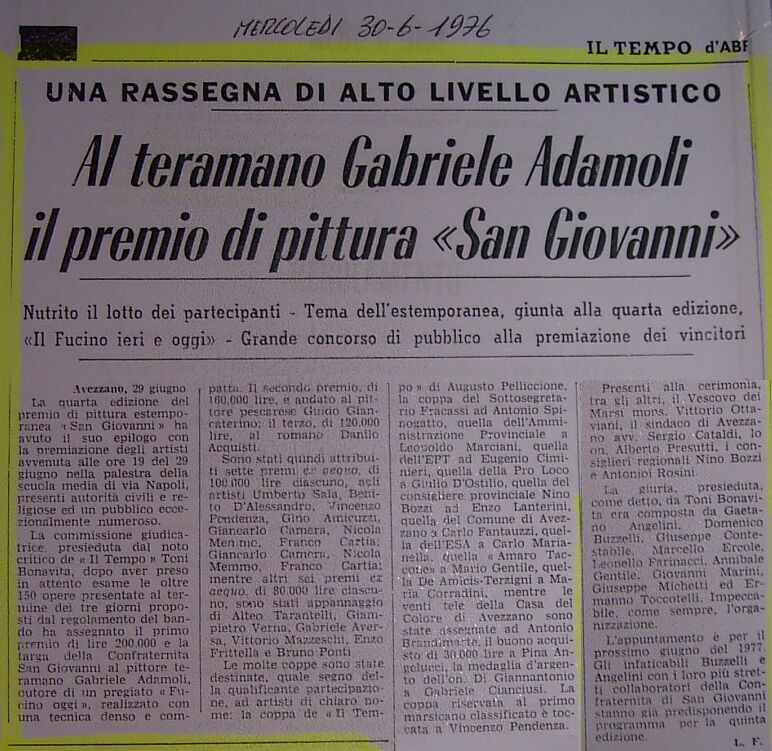 MERCOLEDÌ 30-6-1976
IL TEMPO d'ABR
UNA RASSEGNA DI ALTO LIVELLO ARTISTICO
Al teramano Gabriele Adamoli
il premio di pittura «San Giovanni»
Nutrito il lotto dei partecipanti - Tema dell'estemporanea, giunta alla quarta edizione,
«Il Fucino ieri e oggi» - Grande concorso di pubblico alla premiazione dei vincitori
Avezzano, 29 giugno
La quarta edizione del
premio di pittura estempo-
ranea «San Giovanni» ha
avuto il suo epilogo con
la premiazione degli artisti
avvenuta alle ore 19 del 29
giugno nella palestra della
scuola media di via Napoli,
presenti autorità civili e re-
ligiose ed un pubblico ecce-
zionalmente numeroso.
La commissione giudica-
trice, presieduta dal noto
critico de «Il Tempo» Toni
Bonavita, dopo aver preso
in attento esame le oltre
150 opere presentate al ter-
mine dei tre giorni propo-
sti dal regolamento del ban-
do ha assegnato il primo
premio di lire 200.000 e la
targa della Confraternita
San Giovanni al pittore te-
ramano Gabriele Adamoli,
autore di un pregiato «Fu-
cino oggi», realizzato con
una tecnica densa e com-
patta. Il secondo premio, di
160.000 lire, è andato al pit-
tore pescarese Guido Gian-
caterino; il terzo, di 120.000
lire, al romano Danilo
Acquisti.
Sono stati quindi attribui-
ti sette premi ex aequo, di
100.000 lire ciascuno, agli
artisti Umberto Sala, Beni-
to D'Alessandro, Vincenzo
Pendenza, Gino Amicuzzi,
Giancarlo Camera, Nicola
Memmo, Franco Cartia;
Giancarlo Camera, Nicola
Memmo, Franco Cartia;
mentre altri sei premi ex
aequo, di 80.000 lire ciascu-
no, sono stati appannaggio
di Alteo Tarantelli, Giam-
pietro Verna, Gabriele Aver-
sa, Vittorio Mazzeschi, Enzo
Frittella e Bruno Ponti
Le molte coppe sono state
destinate, quale segno del-
la qualificante partecipazio-
ne, ad artisti di chiaro no-
me: la coppa de «Il Tem-
po» di Augusto Pelliccione,
la coppa del Sottosegreta-
rio Fracassi ad Antonio Spi-
nogatto, quella dell'Ammi-
nistrazione Provinciale a
Leopoldo Marciani, quella
dell'EPT ad Eugenio Cimi-
nieri, quella della Pro Loco
a Giulio D'Ostilio, quella del
consigliere provinciale Nino
Bozzi ad Enzo Lanterini,
quella del Comune di Avez-
zano a Carlo Fantauzzi, quel-
la dell'ESA a Carlo Maria-
nella, quella «Amaro Tac-
cone» a Mario Gentile, quel-
la De Amicis-Terzigni a Ma-
ria Corradini, mentre le
venti tele della Casa del
Colore di Avezzano sono
state assegnate ad Antonio
Brandimarte, il buono acqui-
sto di 30.000 lire a Pina An-
gelucci, la medaglia d'argen-
to dell'on. Di Giannantonio
a Gabriele Cianciusi. La
coppa riservata al primo
marsicano classificato è toc-
cata a Vincenzo Pendenza.
Presenti alla cerimonia,
tra gli altri, il Vescovo dei
Marsi mons. Vittorio Otta-
viani, il sindaco di Avezza-
no avv. Sergio Cataldi, lo
on. Alberto Presutti, i con-
siglieri regionali Nino Bozzi
e Antonio Rosini.
La giuria, presieduta,
come detto, da Toni Bonavi-
ta era composta da Gaeta-
no Angelini, Domenico
Buzzelli, Giuseppe Conte-
stabile, Marcello Ercole,
Leonello Farinacci, Annibale
Gentile, Giovanni Marini,
Giuseppe Michetti ed Er-
manno Toccotelli. Impecca-
bile, come sempre, l'orga-
nizzazione.
L'appuntamento è per il
prossimo giugno del 1977.
Gli infaticabili Buzzelli e
Angelini con i loro più stret-
ti collaboratori della Con-
fraternita di San Giovanni
stanno già predisponendo il
programma per la quinta
edizione.
L. F.